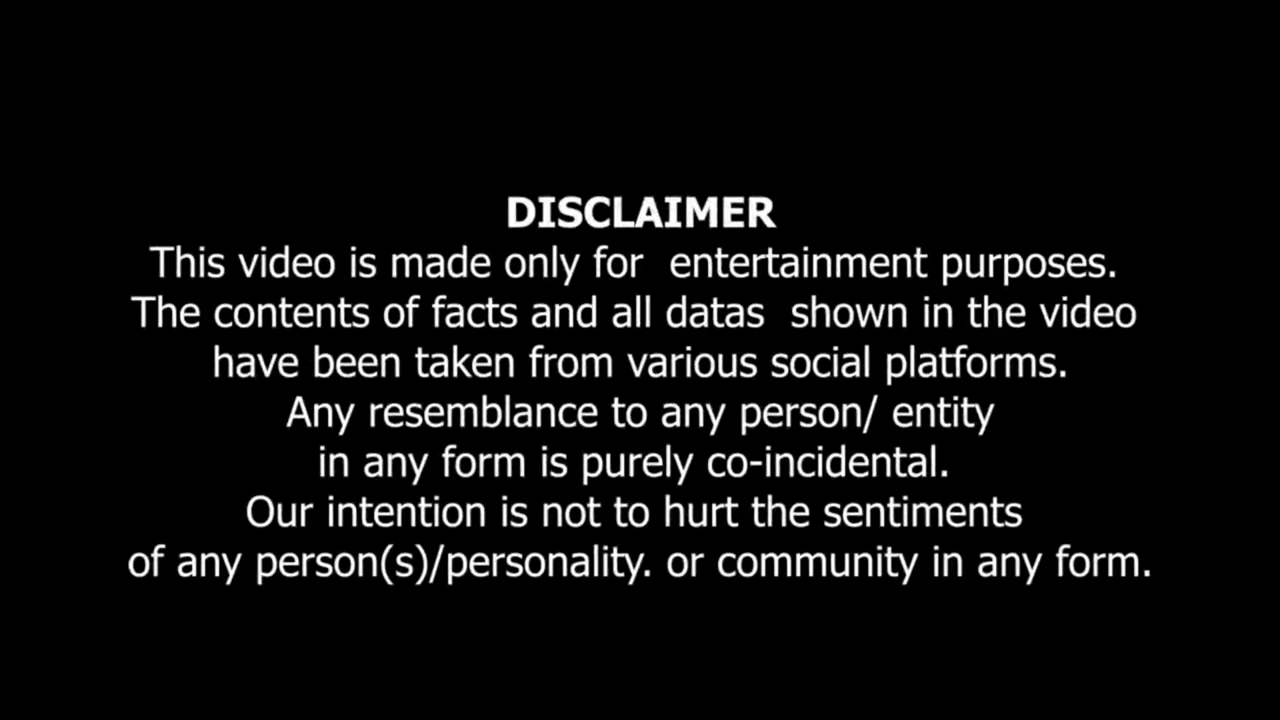 DISCLAIMER
This video is made only for  entertainment purposes.
The contents of facts and all datas  shown in the video
have been taken from various social platforms.
Any resemblance to any person/ entity
in any form is purely co-incidental.
Our intention is not to hurt the sentiments
of any person(s)/personality. or community in any form.